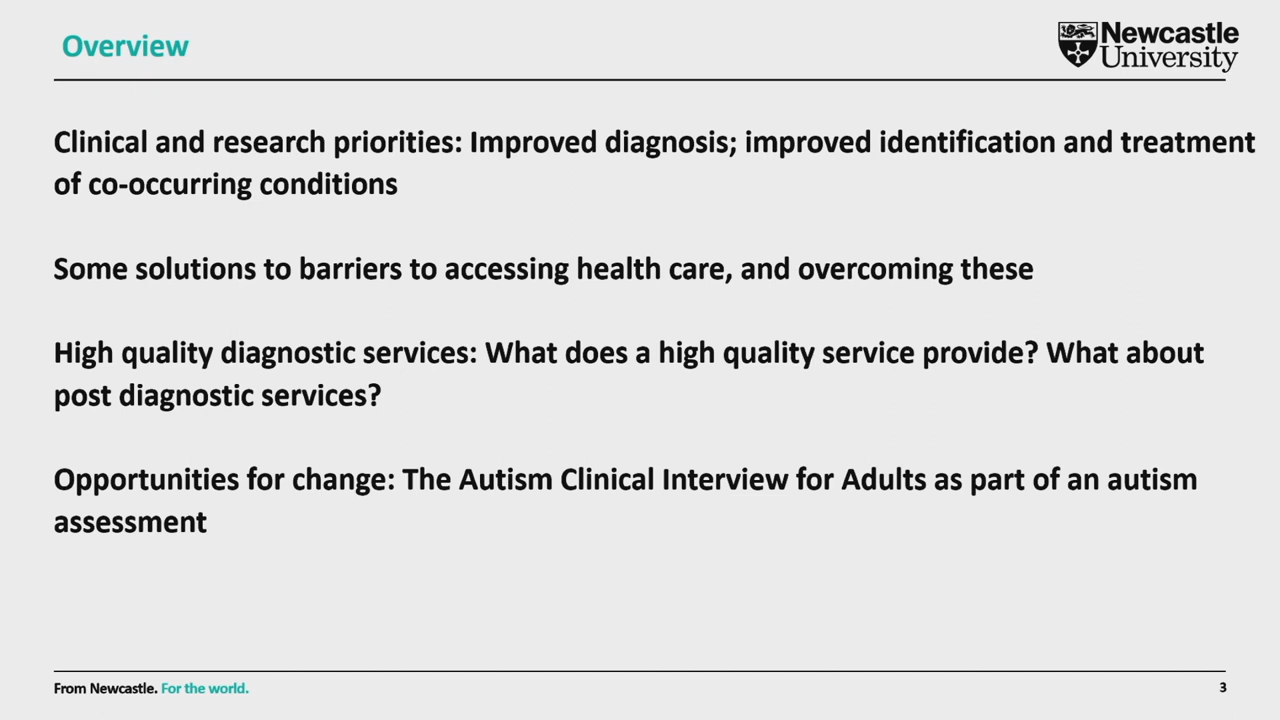 Overview
Newcastle
University
Clinical and research priorities: Improved diagnosis; improved identification and treatment
of co-occurring conditions
Some solutions to barriers to accessing health care, and overcoming these
High quality diagnostic services: What does a high quality service provide? What about
post diagnostic services?
Opportunities for change: The Autism Clinical Interview for Adults as part of an autism
assessment
From Newcastle. For the world.
3